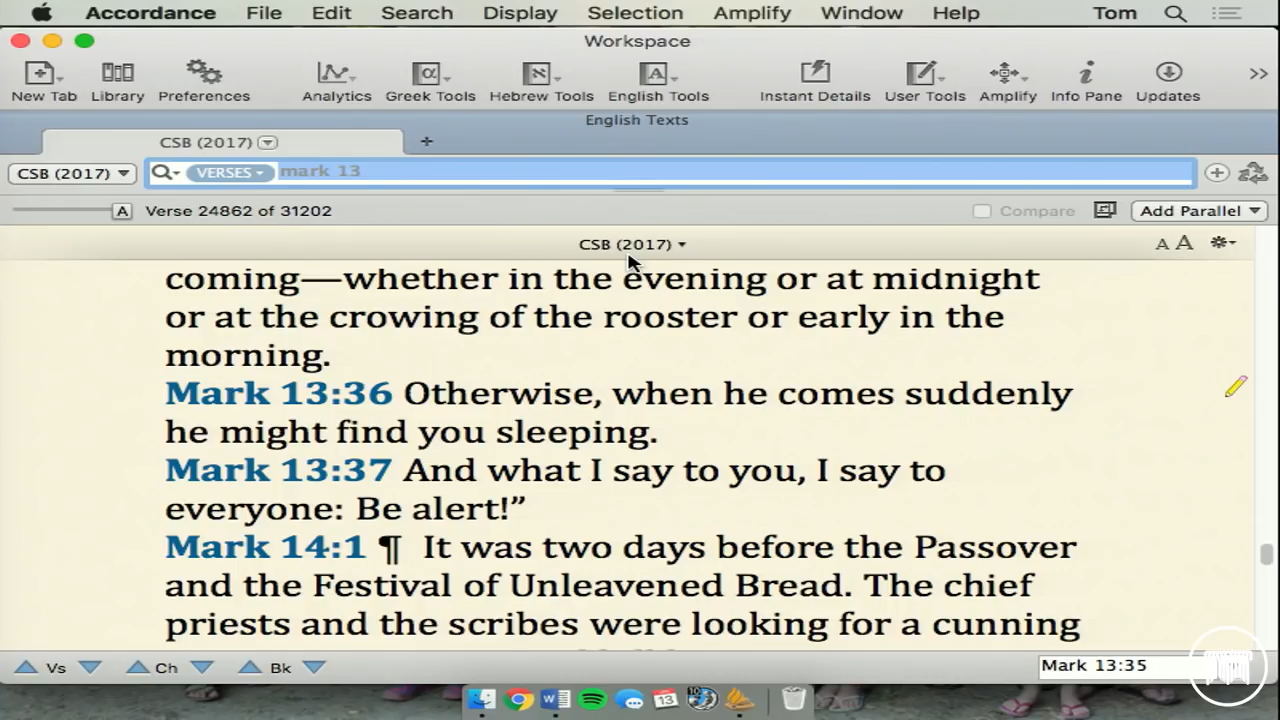 Accordance File Edit Search Display Selection Amplify Window Help Tom
Workspace
New Tab Library Preferences Analytics Greek Tools Hebrew Tools English Tools Instant Details User Tools Amplify Info Pane Updates
English Texts
CSB (2017)
CSB (2017) VERSES mark 13
A Verse 24862 of 31202 Compare Add Parallel
CSB (2017) A A
coming—whether in the evening or at midnight
or at the crowing of the rooster or early in the
morning.
Mark 13:36 Otherwise, when he comes suddenly
he might find you sleeping.
Mark 13:37 And what I say to you, I say to
everyone: Be alert!”
Mark 14:1 ¶ It was two days before the Passover
and the Festival of Unleavened Bread. The chief
priests and the scribes were looking for a cunning
Vs Ch Bk Mark 13:35
13